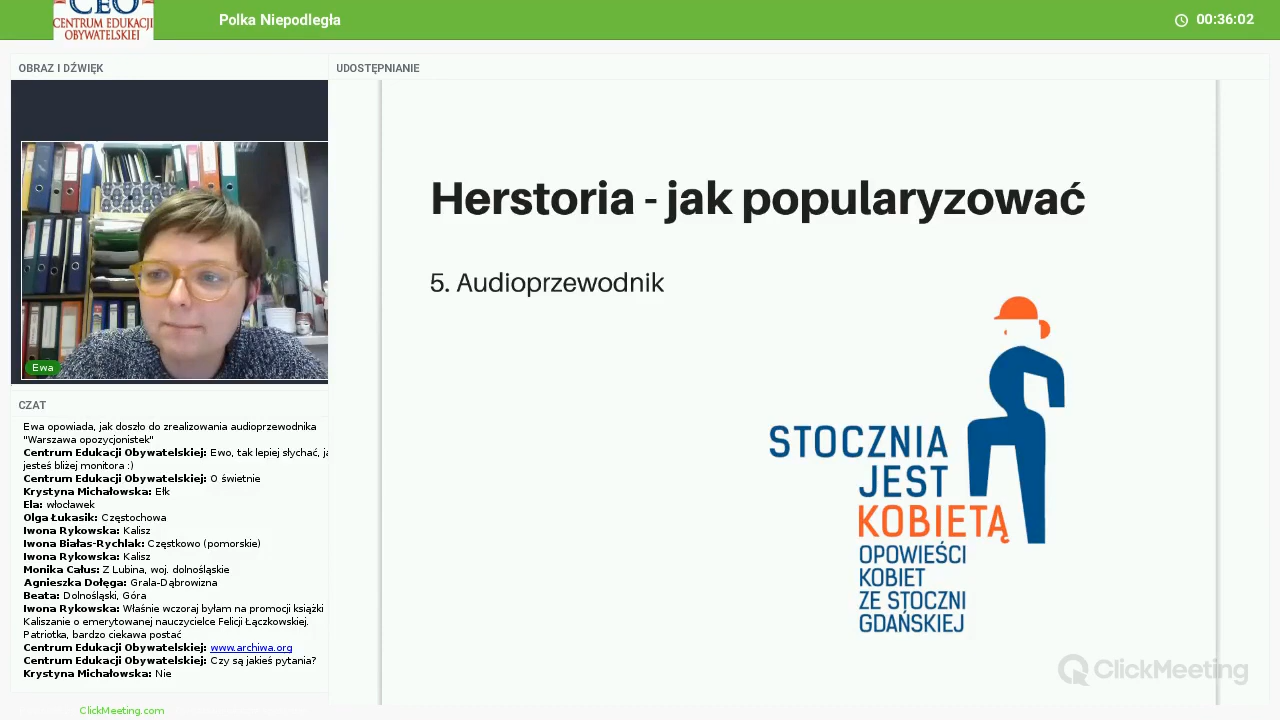 CEO
CENTRUM EDUKACJI
OBYWATELSKIEJ
Polka Niepodległa
00:36:02
OBRAZ I DŹWIĘK
UDOSTĘPNIANIE
Ewa
CZAT
Ewa opowiada, jak doszło do zrealizowania audioprzewodnika
"Warszawa opozycjonistek"
Centrum Edukacji Obywatelskiej: Ewo, tak lepiej słychać,
jesteś bliżej monitora :)
Centrum Edukacji Obywatelskiej: O świetnie
Krystyna Michałowska: Ełk
Ela: włocławek
Olga Łukasik: Częstochowa
Iwona Rykowska: Kalisz
Iwona Białas-Rychlak: Częstkowo (pomorskie)
Iwona Rykowska: Kalisz
Monika Całus: Z Lubina, woj. dolnośląskie
Agnieszka Dołęga: Grala-Dąbrowizna
Beata: Dolnośląski, Góra
Iwona Rykowska: Właśnie wczoraj byłam na promocji książki
Kaliszanie o emerytowanej nauczycielce Felicji Łączkowskiej.
Patriotka, bardzo ciekawa postać
Centrum Edukacji Obywatelskiej: www.archiwa.org
Centrum Edukacji Obywatelskiej: Czy są jakieś pytania?
Krystyna Michałowska: Nie
ClickMeeting.com
Herstoria - jak popularyzować
5. Audioprzewodnik
STOCZNIA
JEST
KOBIETĄ
OPOWIEŚCI
KOBIET
ZE STOCZNI
GDAŃSKIEJ
ClickMeeting